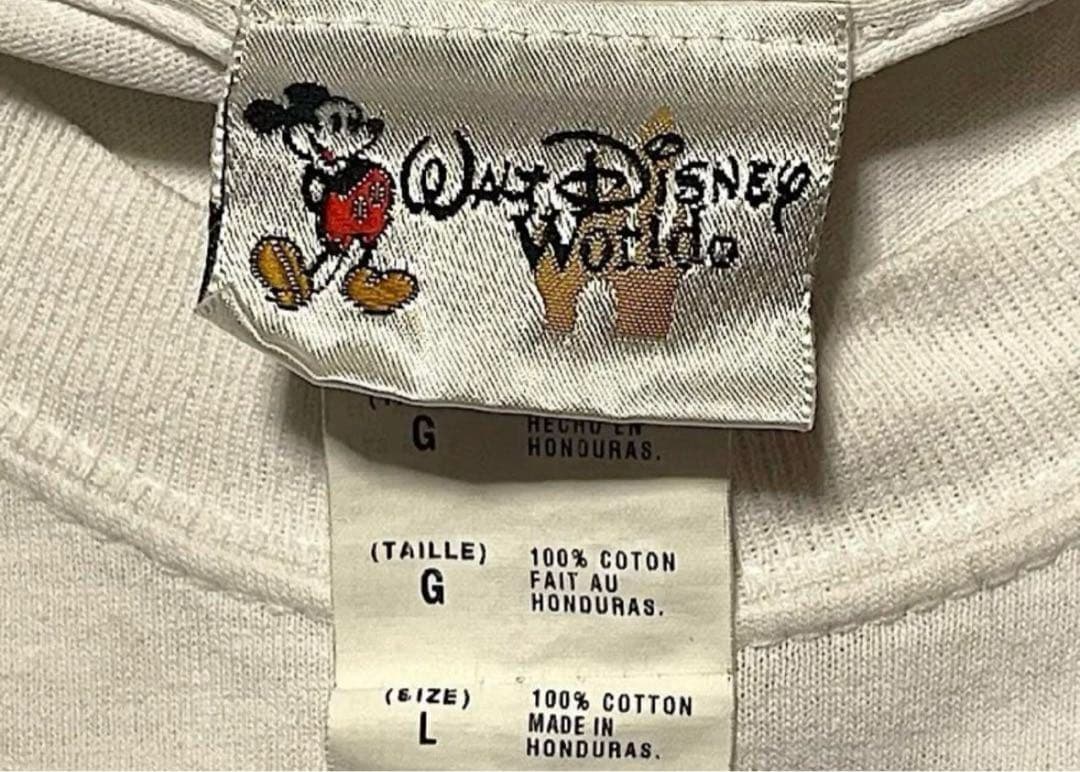 Walt Disney
World®
G
HECHO EN
HONDURAS.
(TAILLE)
G
100% COTON
FAIT AU
HONDURAS.
(SIZE)
L
100% COTTON
MADE IN
HONDURAS.